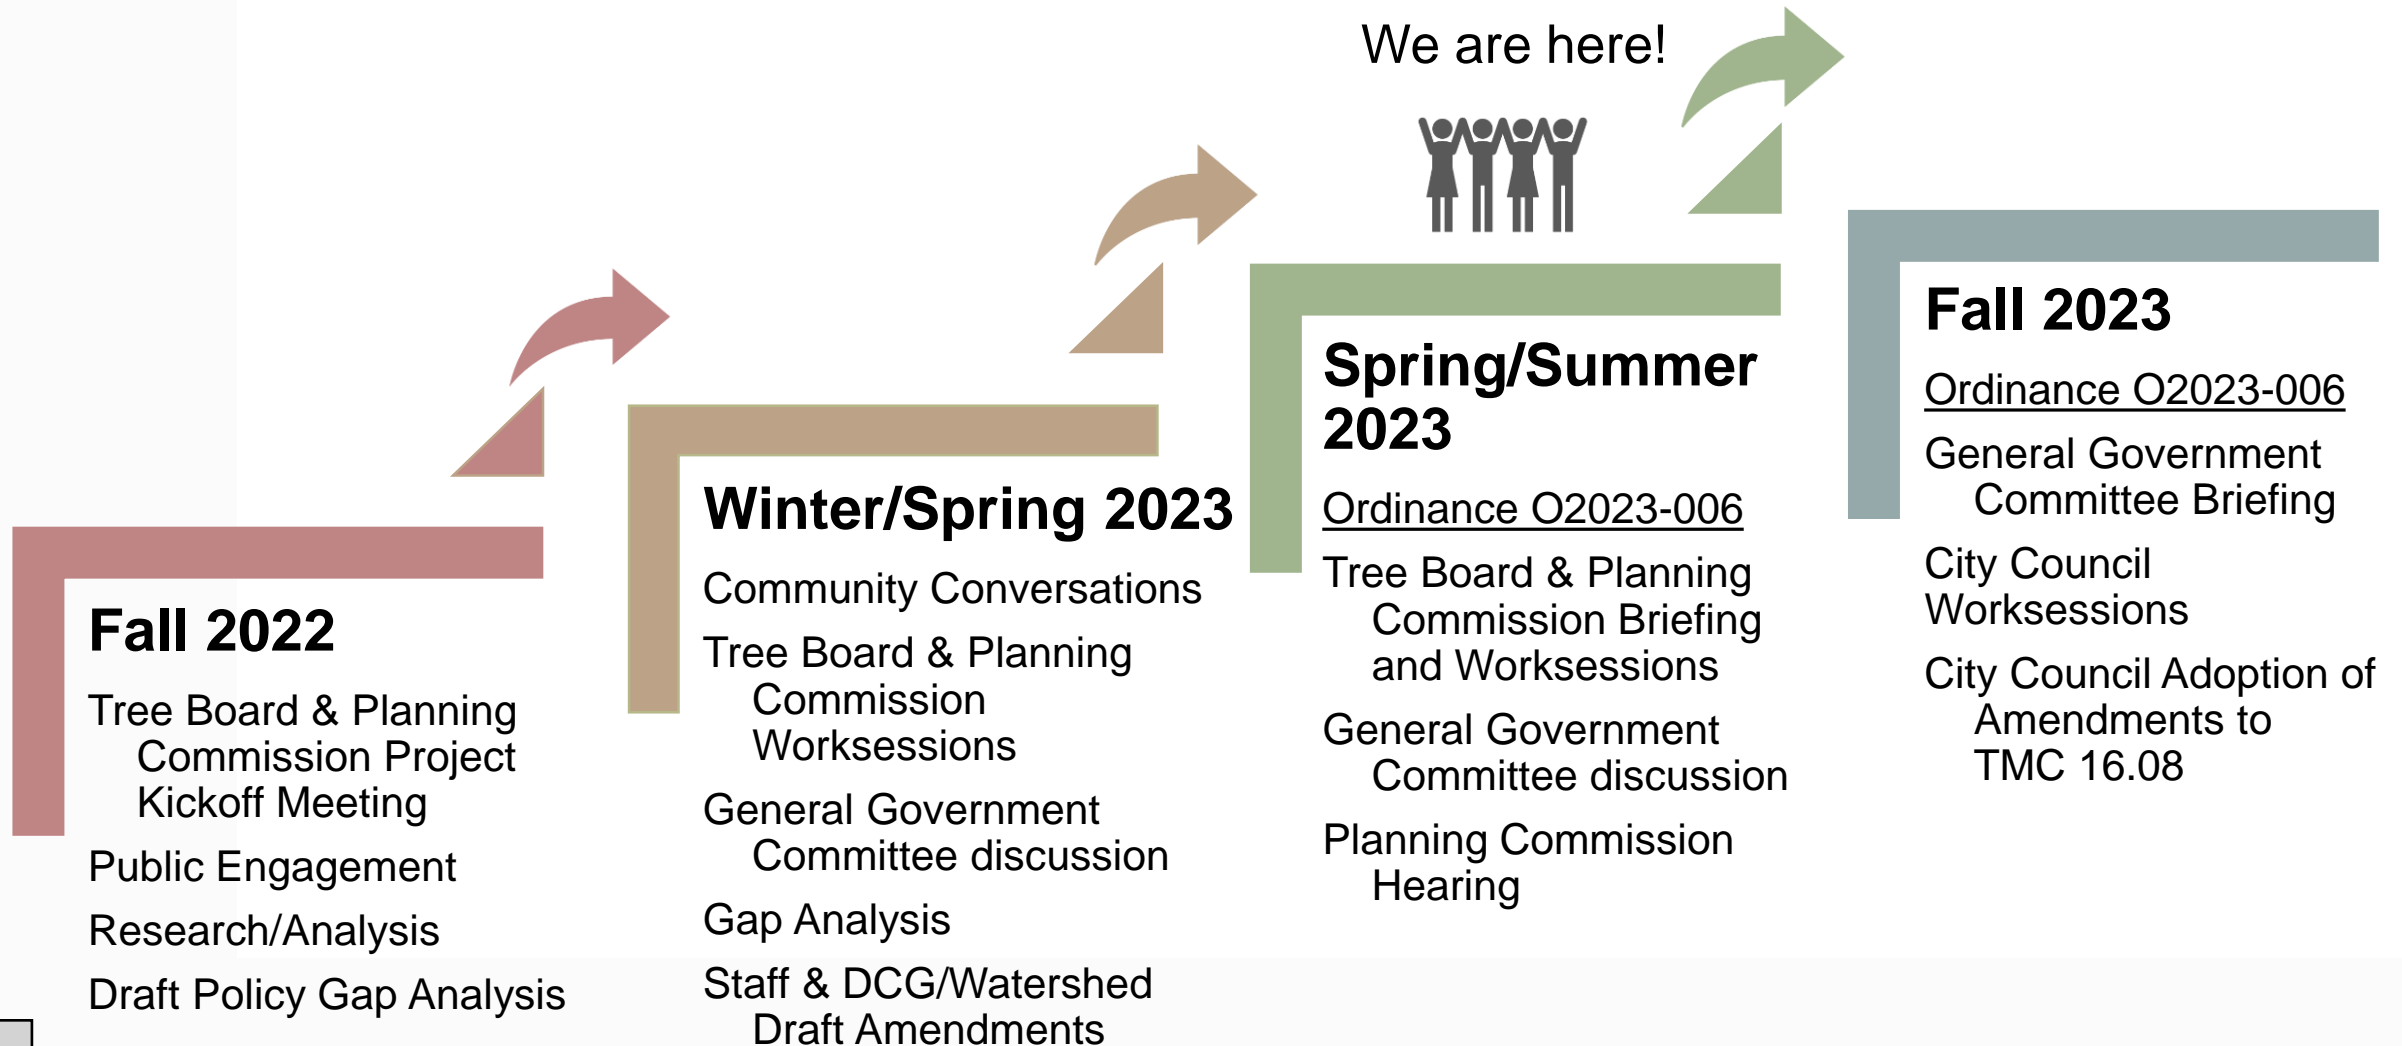 We are here!
Fall 2022
Tree Board & Planning
Commission Project
Kickoff Meeting
Public Engagement
Research/Analysis
Draft Policy Gap Analysis
Winter/Spring 2023
Community Conversations
Tree Board & Planning
Commission
Worksessions
General Government
Committee discussion
Gap Analysis
Staff & DCG/Watershed
Draft Amendments
Spring/Summer
2023
Ordinance O2023-006
Tree Board & Planning
Commission Briefing
and Worksessions
General Government
Committee discussion
Planning Commission
Hearing
Fall 2023
Ordinance O2023-006
General Government
Committee Briefing
City Council
Worksessions
City Council Adoption of
Amendments to
TMC 16.08